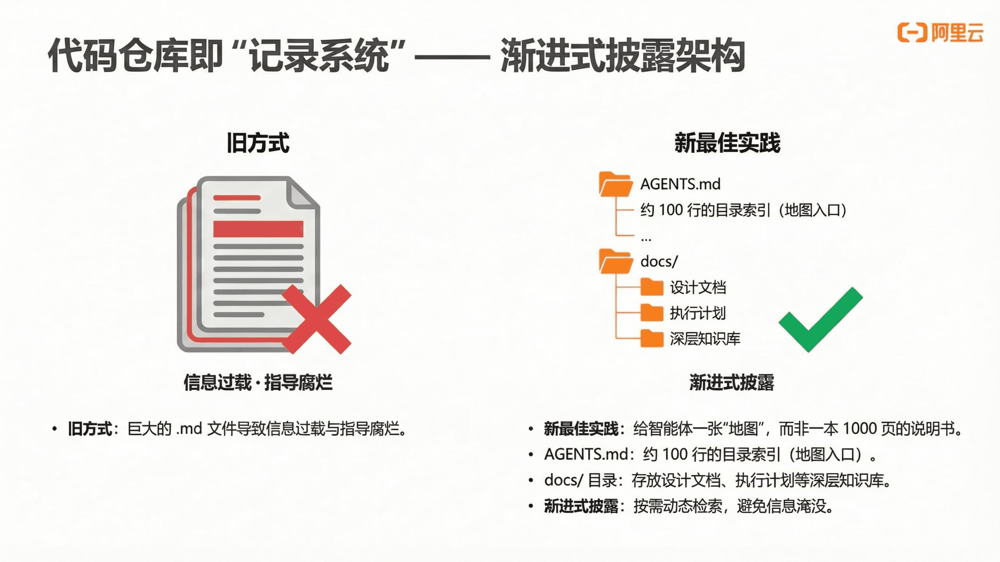 阿里云
代码仓库即 “记录系统” —— 渐进式披露架构
旧方式
信息过载 · 指导腐烂
• 旧方式：巨大的 .md 文件导致信息过载与指导腐烂。
新最佳实践
AGENTS.md
约 100 行的目录索引（地图入口）
...
docs/
设计文档
执行计划
深层知识库
渐进式披露
• 新最佳实践：给智能体一张“地图”，而非一本 1000 页的说明书。
• AGENTS.md：约 100 行的目录索引（地图入口）。
• docs/ 目录：存放设计文档、执行计划等深层知识库。
• 渐进式披露：按需动态检索，避免信息淹没。